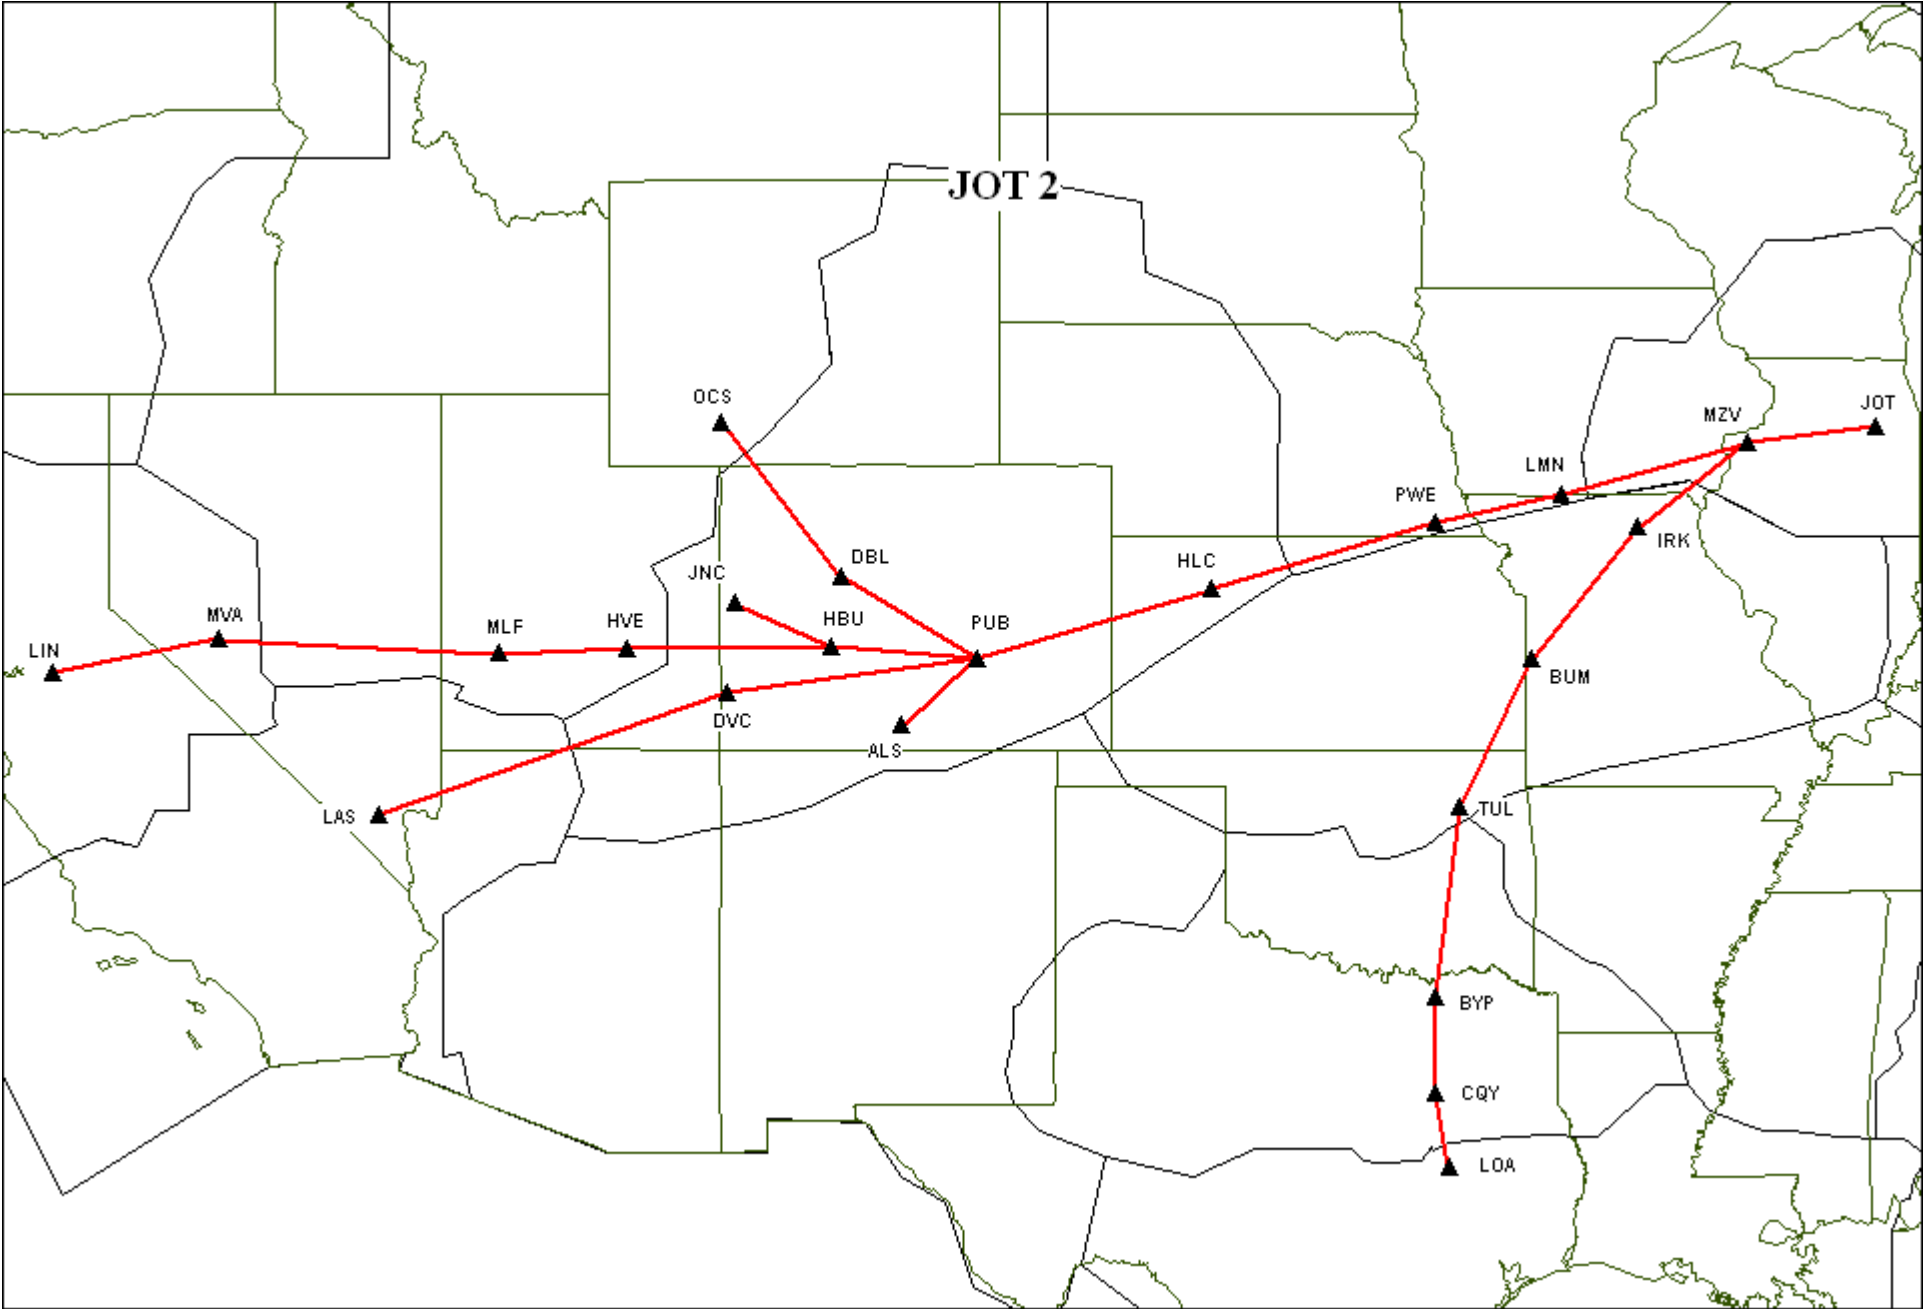 JOT 2
OCS
MZV
JOT
LMN
PWE
IRK
DBL
JNC
HLC
MVA
MLF
HVE
HBU
PUB
LIN
BUM
DVC
ALS
LAS
TUL
BYP
CQY
LOA